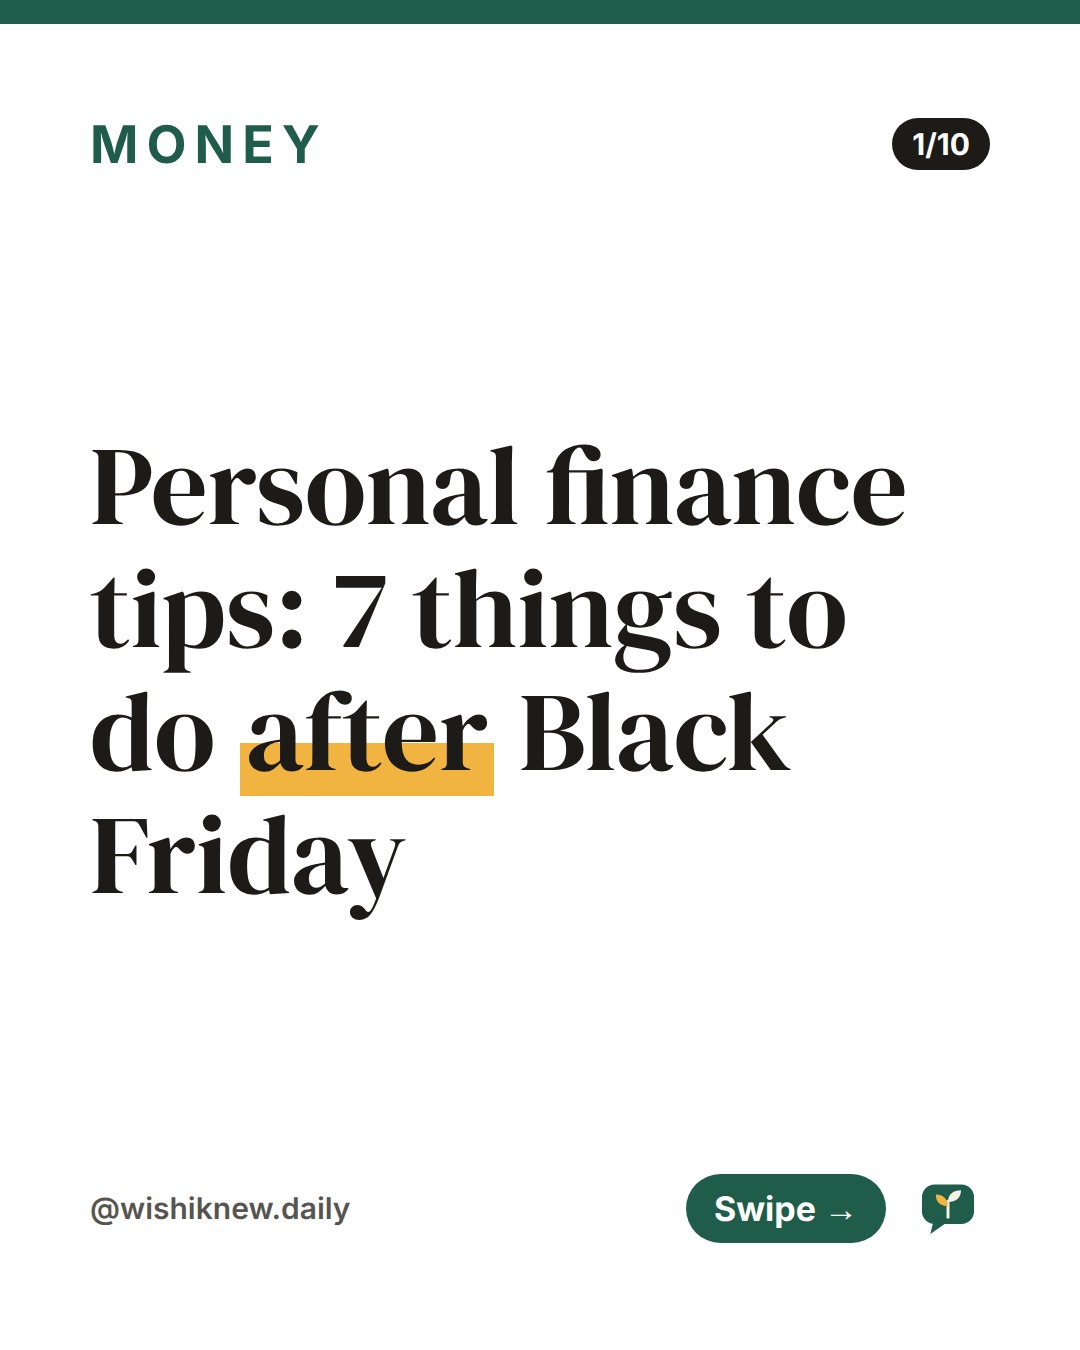 MONEY
1/10
Personal finance
tips: 7 things to
do after Black
Friday
@wishiknew.daily
Swipe →